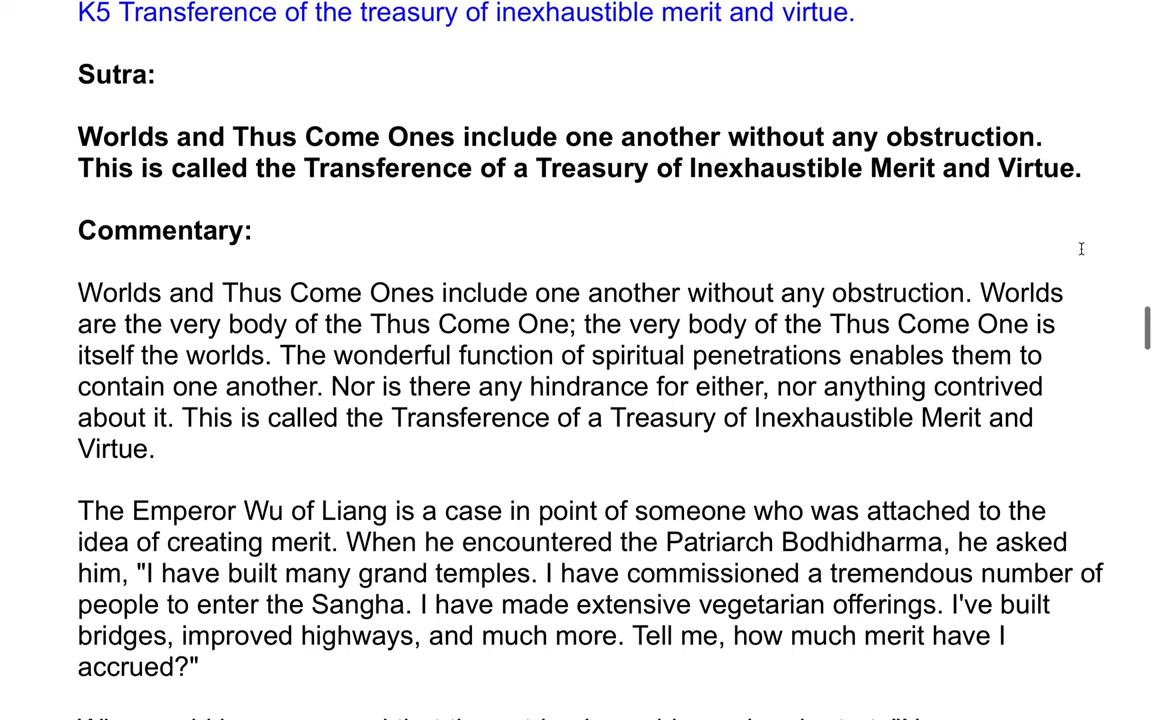 K5 Transference of the treasury of inexhaustible merit and virtue.
Sutra:
Worlds and Thus Come Ones include one another without any obstruction.
This is called the Transference of a Treasury of Inexhaustible Merit and Virtue.
Commentary:
Worlds and Thus Come Ones include one another without any obstruction. Worlds
are the very body of the Thus Come One; the very body of the Thus Come One is
itself the worlds. The wonderful function of spiritual penetrations enables them to
contain one another. Nor is there any hindrance for either, nor anything contrived
about it. This is called the Transference of a Treasury of Inexhaustible Merit and
Virtue.
The Emperor Wu of Liang is a case in point of someone who was attached to the
idea of creating merit. When he encountered the Patriarch Bodhidharma, he asked
him, "I have built many grand temples. I have commissioned a tremendous number of
people to enter the Sangha. I have made extensive vegetarian offerings. I've built
bridges, improved highways, and much more. Tell me, how much merit have I
accrued?"